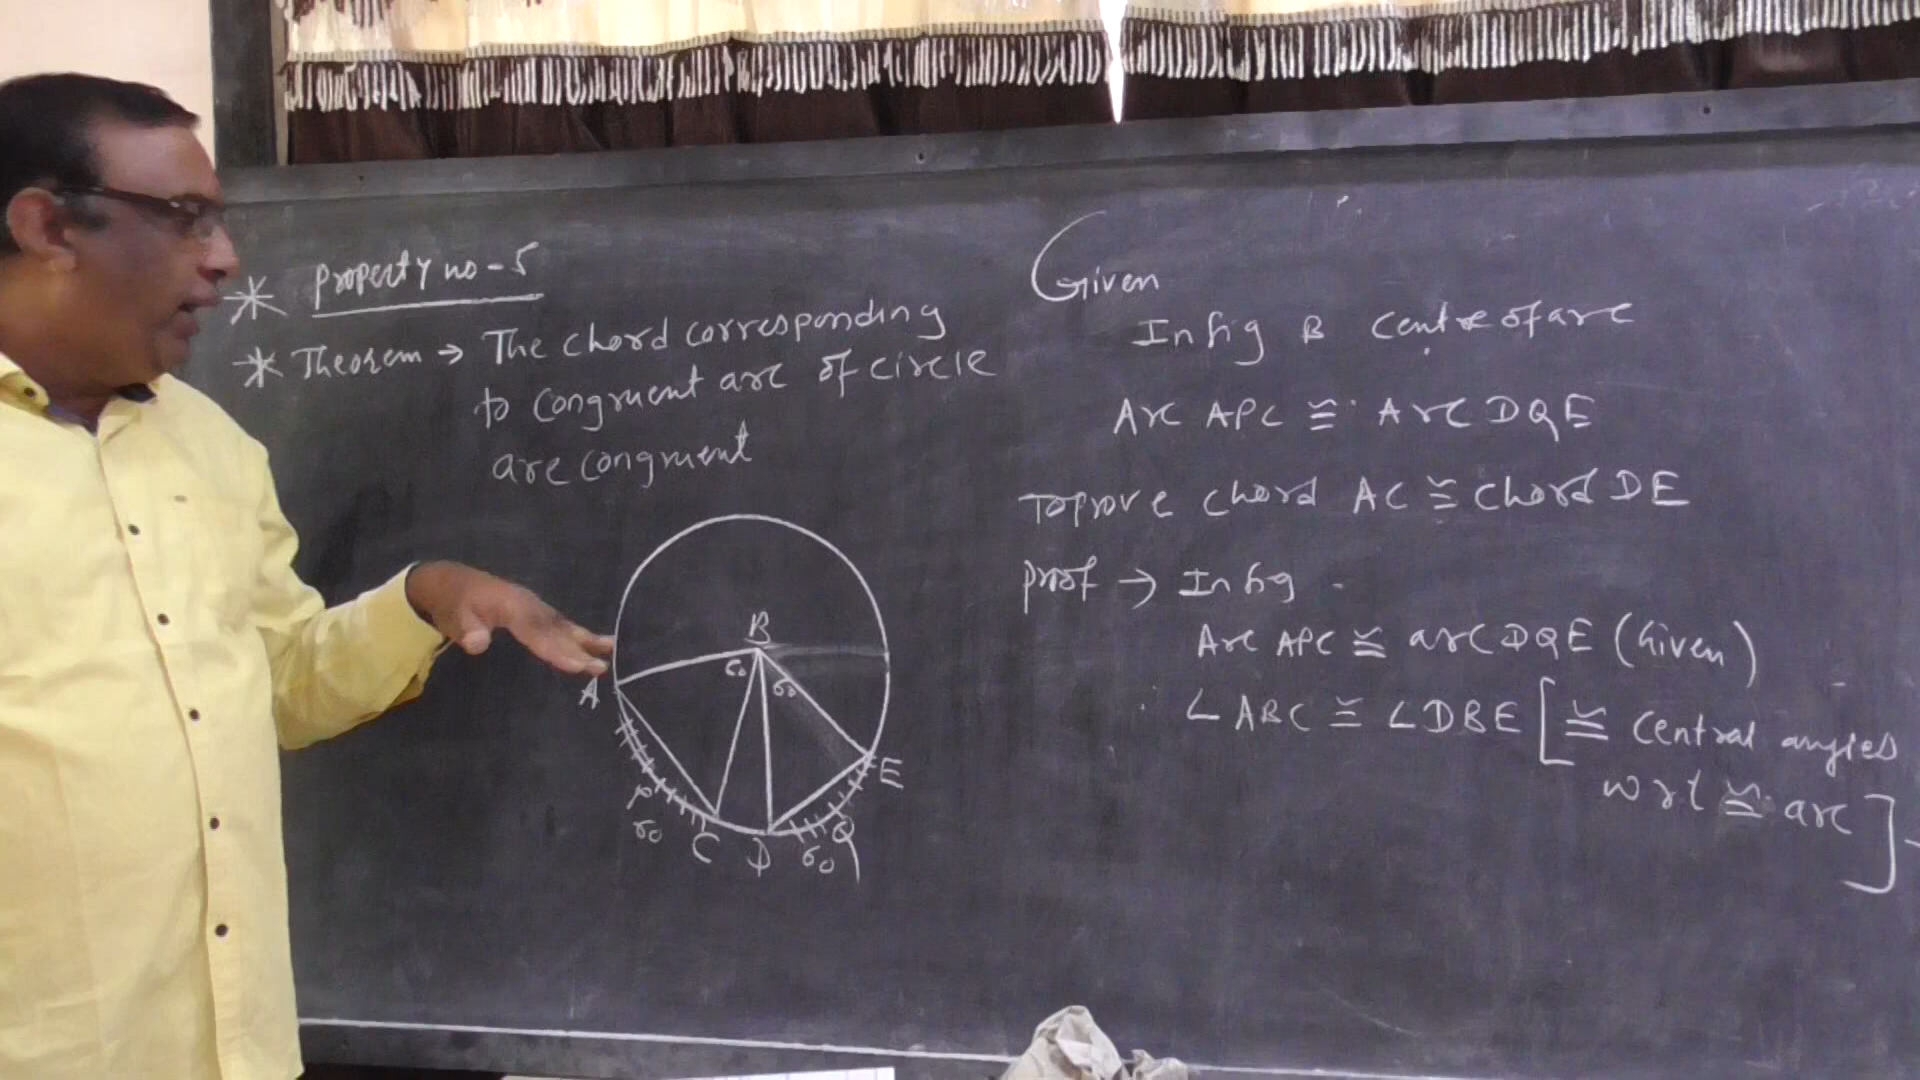 * Property no - 5
* Theorem → The chord corresponding
to congruent arc of circle
are congruent
B
60 60
A
E
P
60 C D 60 Q
Given
In fig B centre of arc
Arc APC ≅ Arc DQE
To prove chord AC ≅ chord DE
proof → In fig
Arc APC ≅ arc DQE (Given)
∠ABC ≅ ∠DBE [≅ central angles
wrt ≅ arc]